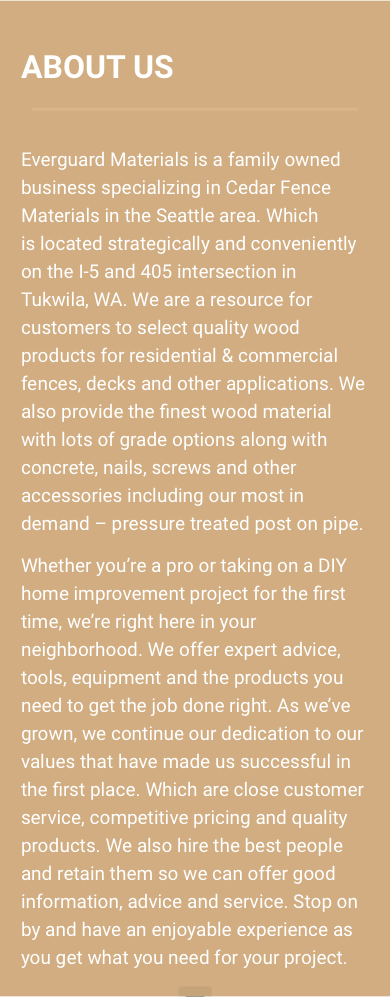 ABOUT US
Everguard Materials is a family owned
business specializing in Cedar Fence
Materials in the Seattle area. Which
is located strategically and conveniently
on the I-5 and 405 intersection in
Tukwila, WA. We are a resource for
customers to select quality wood
products for residential & commercial
fences, decks and other applications. We
also provide the finest wood material
with lots of grade options along with
concrete, nails, screws and other
accessories including our most in
demand – pressure treated post on pipe.
Whether you’re a pro or taking on a DIY
home improvement project for the first
time, we’re right here in your
neighborhood. We offer expert advice,
tools, equipment and the products you
need to get the job done right. As we’ve
grown, we continue our dedication to our
values that have made us successful in
the first place. Which are close customer
service, competitive pricing and quality
products. We also hire the best people
and retain them so we can offer good
information, advice and service. Stop on
by and have an enjoyable experience as
you get what you need for your project.